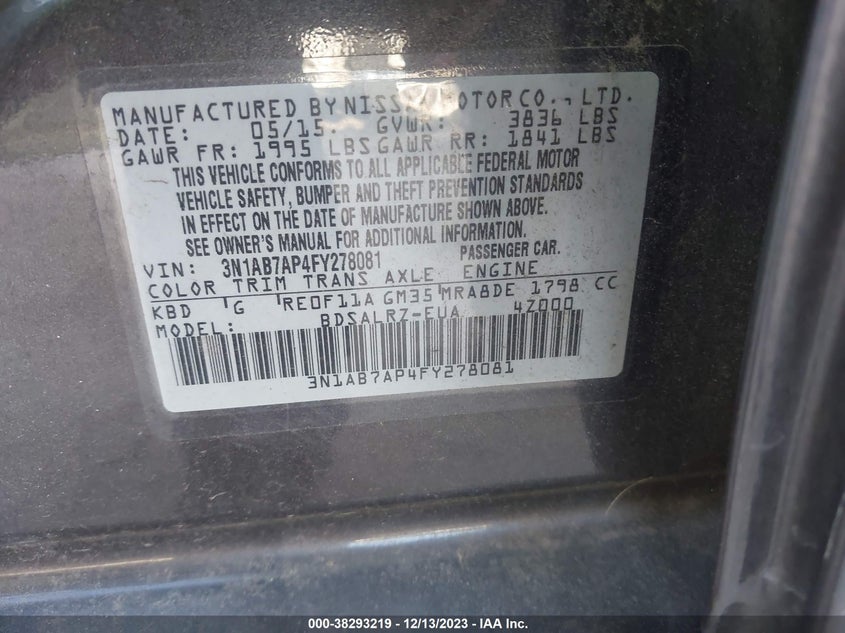 MANUFACTURED BY NISSAN MOTOR CO., LTD.
DATE: 05/15. GVWR: 3836 LBS
GAWR FR: 1995 LBS GAWR RR: 1841 LBS
THIS VEHICLE CONFORMS TO ALL APPLICABLE FEDERAL MOTOR
VEHICLE SAFETY, BUMPER AND THEFT PREVENTION STANDARDS
IN EFFECT ON THE DATE OF MANUFACTURE SHOWN ABOVE.
SEE OWNER'S MANUAL FOR ADDITIONAL INFORMATION.
VIN: 3N1AB7AP4FY278081 PASSENGER CAR.
COLOR TRIM TRANS AXLE ENGINE
KBD G RE0F11A GM35 MRA8DE 1798 CC
MODEL: BDSALRZ-EUA 4Z000
3N1AB7AP4FY278081
000-38293219 - 12/13/2023 - IAA Inc.